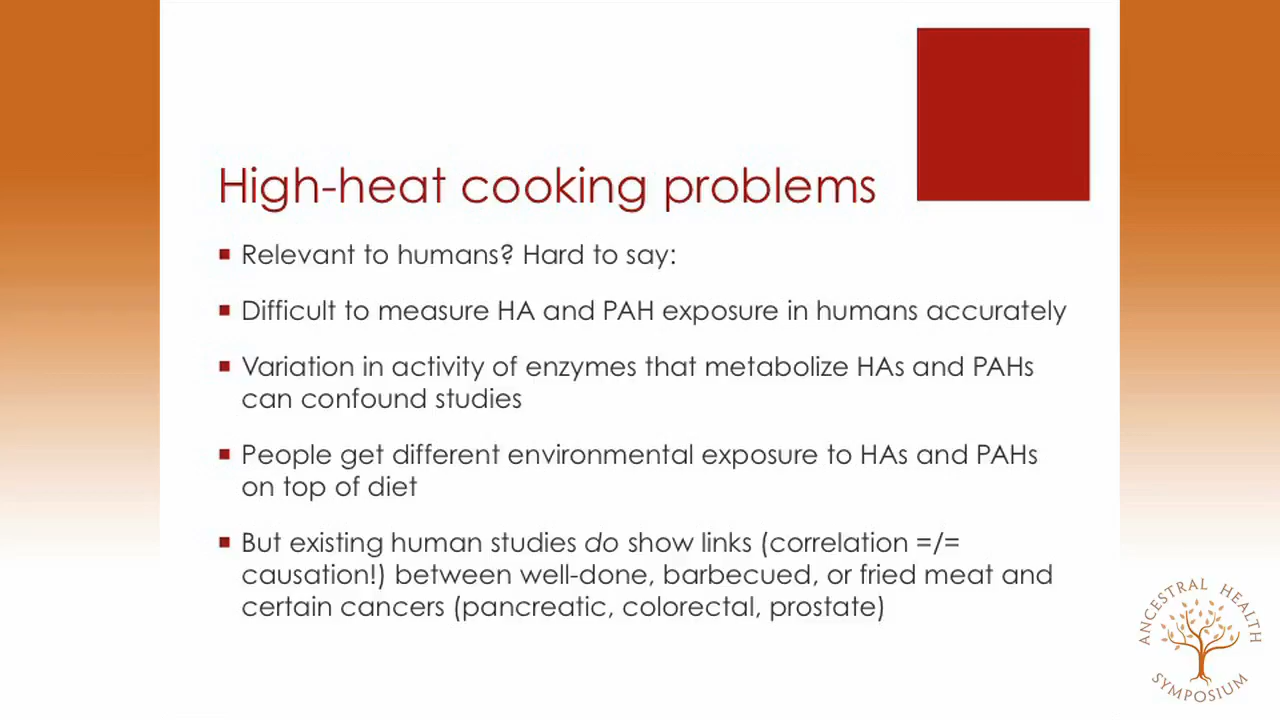 High-heat cooking problems
Relevant to humans? Hard to say:
Difficult to measure HA and PAH exposure in humans accurately
Variation in activity of enzymes that metabolize HAs and PAHs
can confound studies
People get different environmental exposure to HAs and PAHs
on top of diet
But existing human studies do show links (correlation =/=
causation!) between well-done, barbecued, or fried meat and
certain cancers (pancreatic, colorectal, prostate)
ANCESTRAL HEALTH
SYMPOSIUM